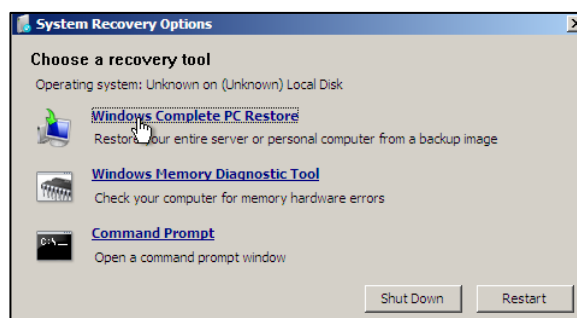 System Recovery Options
Choose a recovery tool
Operating system: Unknown on (Unknown) Local Disk
Windows Complete PC Restore
Restore your entire server or personal computer from a backup image
Windows Memory Diagnostic Tool
Check your computer for memory hardware errors
C:\_
Command Prompt
Open a command prompt window
Shut Down Restart